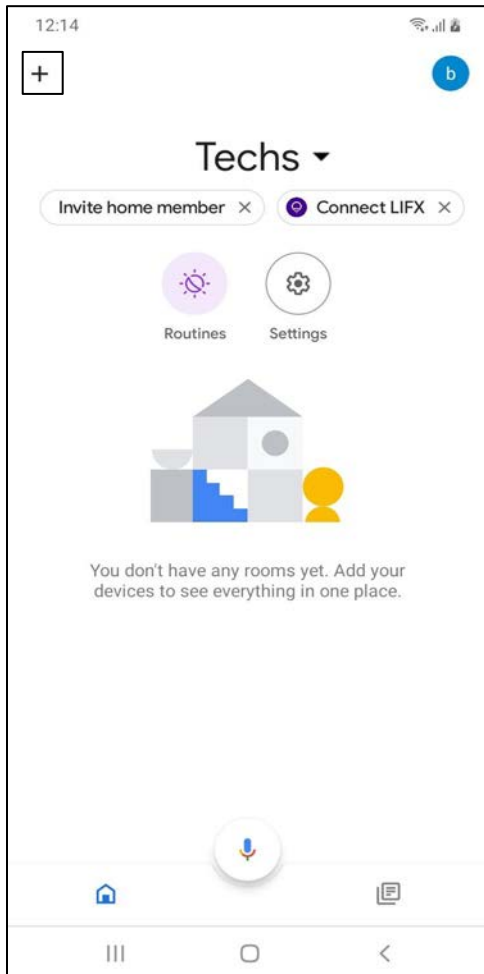 12:14
+
b
Techs
Invite home member ×
Connect LIFX ×
Routines
Settings
You don't have any rooms yet. Add your
devices to see everything in one place.